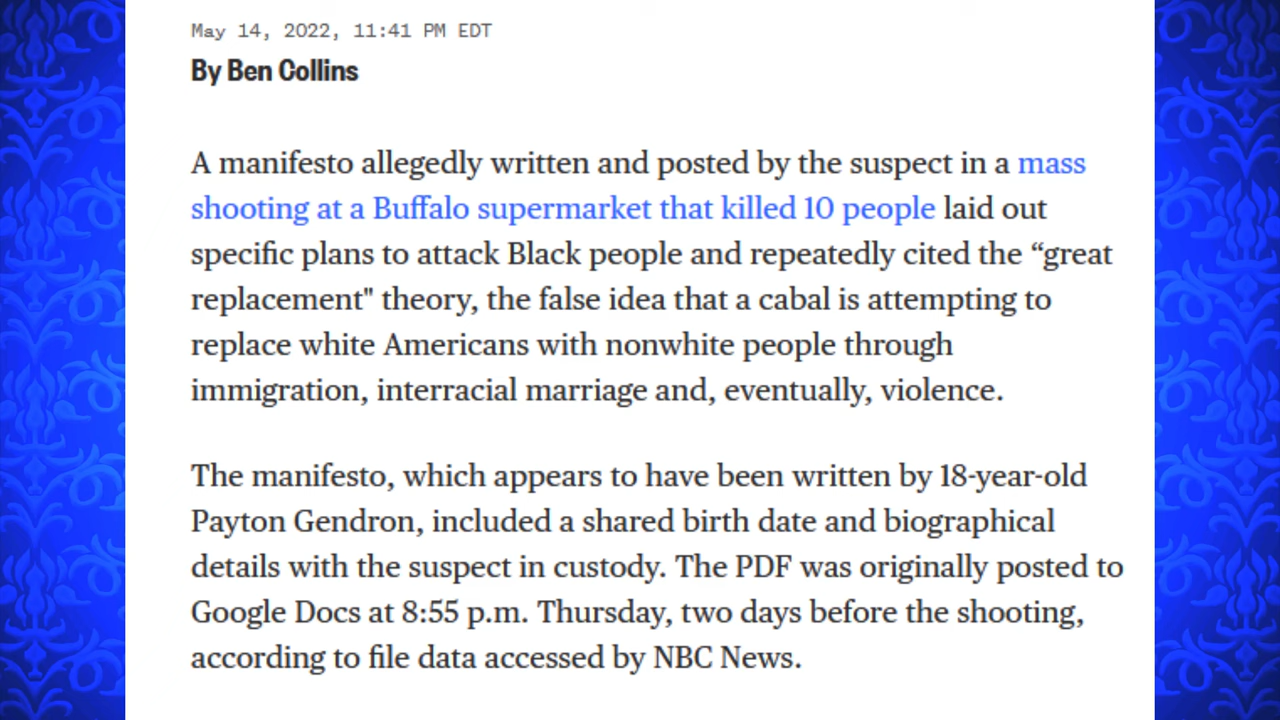 May 14, 2022, 11:41 PM EDT
By Ben Collins
A manifesto allegedly written and posted by the suspect in a mass
shooting at a Buffalo supermarket that killed 10 people laid out
specific plans to attack Black people and repeatedly cited the “great
replacement" theory, the false idea that a cabal is attempting to
replace white Americans with nonwhite people through
immigration, interracial marriage and, eventually, violence.
The manifesto, which appears to have been written by 18-year-old
Payton Gendron, included a shared birth date and biographical
details with the suspect in custody. The PDF was originally posted to
Google Docs at 8:55 p.m. Thursday, two days before the shooting,
according to file data accessed by NBC News.